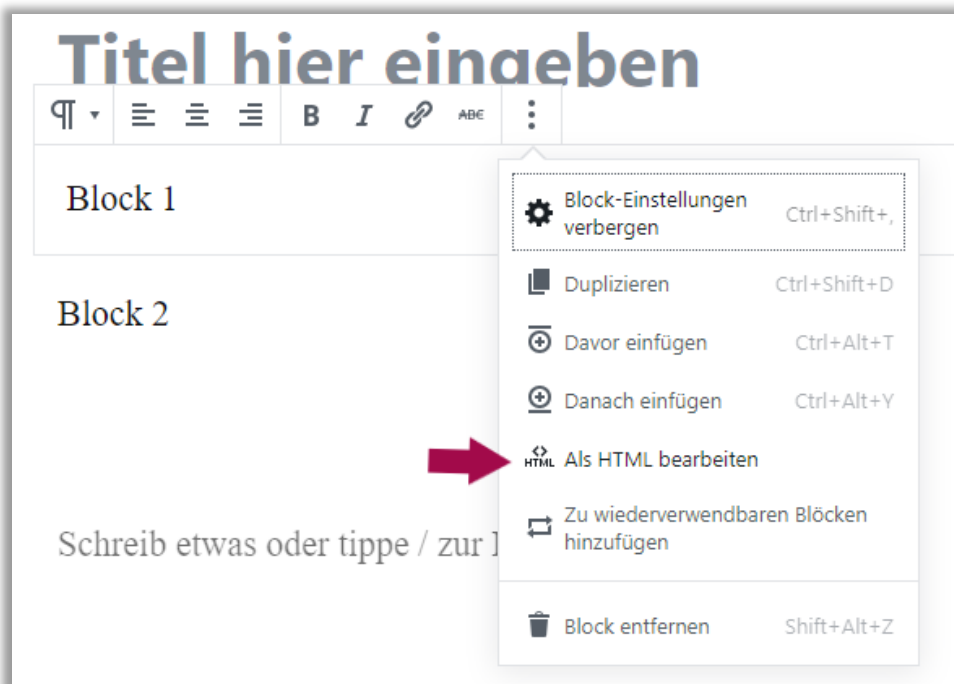 Titel hier eingeben
¶ B I ABC
Block 1
Block-Einstellungen Ctrl+Shift+,
verbergen
Duplizieren Ctrl+Shift+D
Block 2
Davor einfügen Ctrl+Alt+T
Danach einfügen Ctrl+Alt+Y
HTML Als HTML bearbeiten
Zu wiederverwendbaren Blöcken
hinzufügen
Schreib etwas oder tippe / zur
Block entfernen Shift+Alt+Z